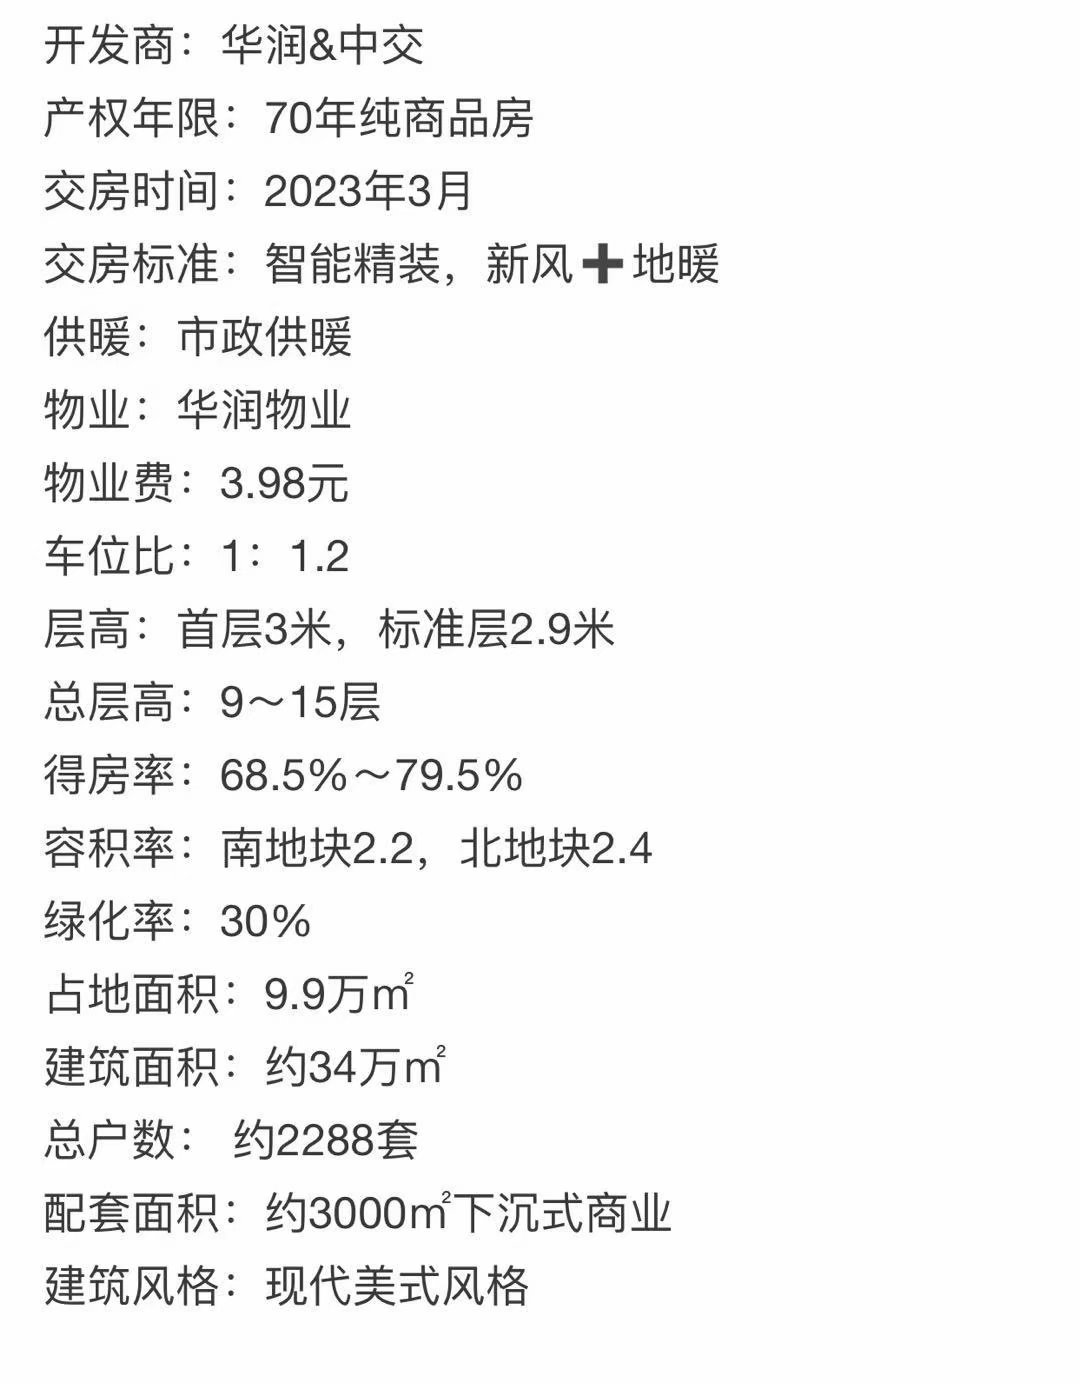 开发商：华润&中交
产权年限：70年纯商品房
交房时间：2023年3月
交房标准：智能精装，新风➕地暖
供暖：市政供暖
物业：华润物业
物业费：3.98元
车位比：1：1.2
层高：首层3米，标准层2.9米
总层高：9～15层
得房率：68.5%～79.5%
容积率：南地块2.2，北地块2.4
绿化率：30%
占地面积：9.9万㎡
建筑面积：约34万㎡
总户数： 约2288套
配套面积：约3000㎡下沉式商业
建筑风格：现代美式风格